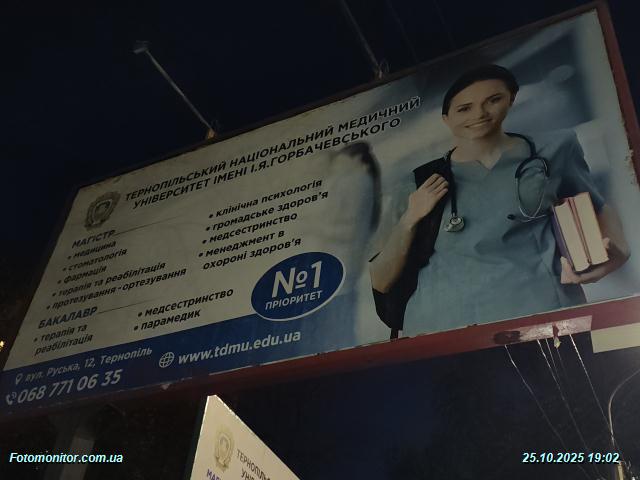 ТЕРНОПІЛЬСЬКИЙ НАЦІОНАЛЬНИЙ МЕДИЧНИЙ
УНІВЕРСИТЕТ ІМЕНІ І.Я.ГОРБАЧЕВСЬКОГО
МАГІСТР
• медицина
• стоматологія
• фармація
• терапія та реабілітація
• протезування - ортезування
• клінічна психологія
• громадське здоров'я
• медсестринство
• менеджмент в
охороні здоров'я
БАКАЛАВР
• терапія та
реабілітація
• медсестринство
• парамедик
№1
ПРІОРИТЕТ
вул. Руська, 12, Тернопіль
068 771 06 35
www.tdmu.edu.ua
Fotomonitor.com.ua
25.10.2025 19:02